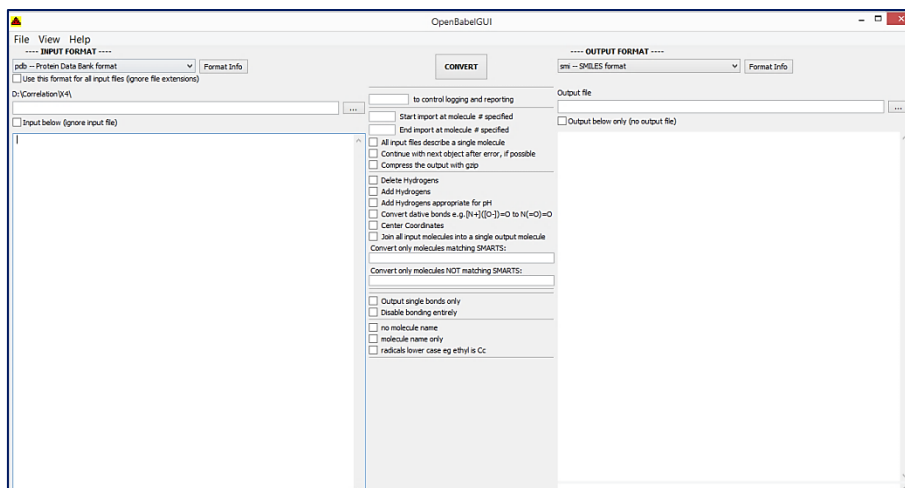 OpenBabelGUI
File View Help
---- INPUT FORMAT ----
pdb -- Protein Data Bank format
Format Info
Use this format for all input files (ignore file extensions)
D:\Correlation\X4\
...
Input below (ignore input file)
CONVERT
to control logging and reporting
Start import at molecule # specified
End import at molecule # specified
All input files describe a single molecule
Continue with next object after error, if possible
Compress the output with gzip
Delete Hydrogens
Add Hydrogens
Add Hydrogens appropriate for pH
Convert dative bonds e.g.[N+]([O-])=O to N(=O)=O
Center Coordinates
Join all input molecules into a single output molecule
Convert only molecules matching SMARTS:
Convert only molecules NOT matching SMARTS:
Output single bonds only
Disable bonding entirely
no molecule name
molecule name only
radicals lower case eg ethyl is Cc
---- OUTPUT FORMAT ----
smi -- SMILES format
Format Info
Output file
...
Output below only (no output file)